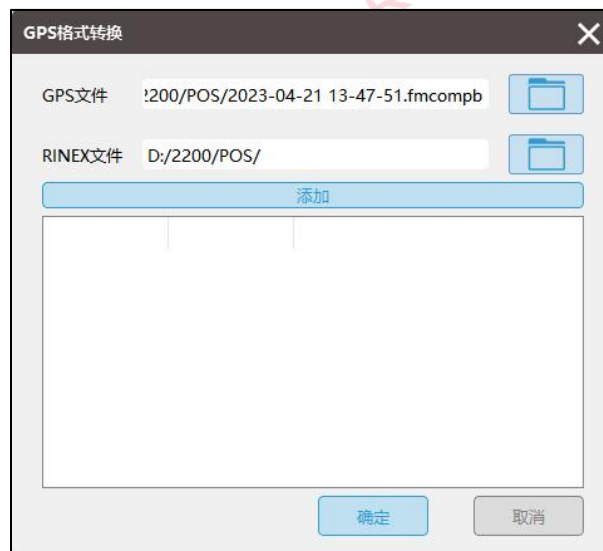 GPS格式转换
GPS文件 2200/POS/2023-04-21 13-47-51.fmcompb
RINEX文件 D:/2200/POS/
添加
确定 取消